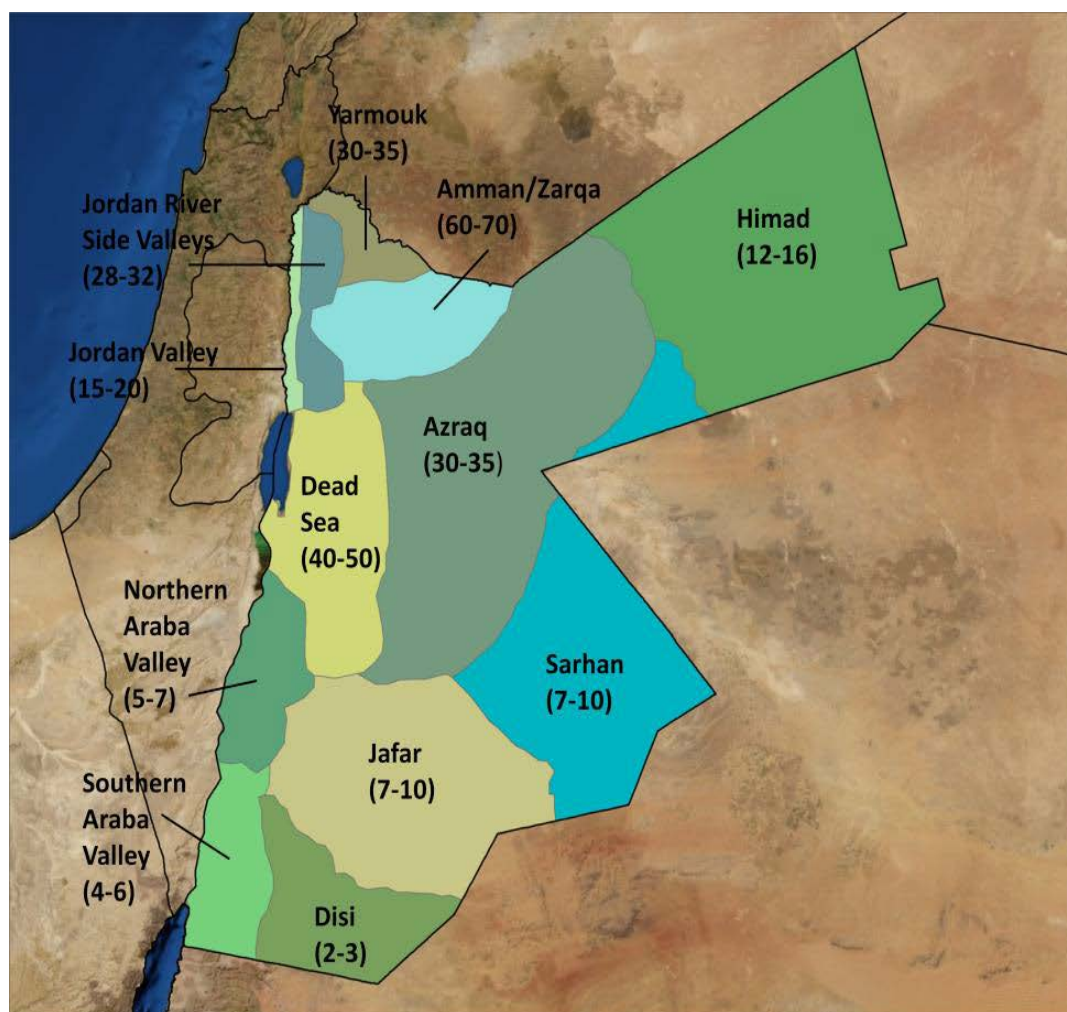 Yarmouk
(30-35)
Jordan River
Side Valleys
(28-32)
Amman/Zarqa
(60-70)
Himad
(12-16)
Jordan Valley
(15-20)
Azraq
(30-35)
Dead
Sea
(40-50)
Northern
Araba
Valley
(5-7)
Sarhan
(7-10)
Jafar
(7-10)
Southern
Araba
Valley
(4-6)
Disi
(2-3)